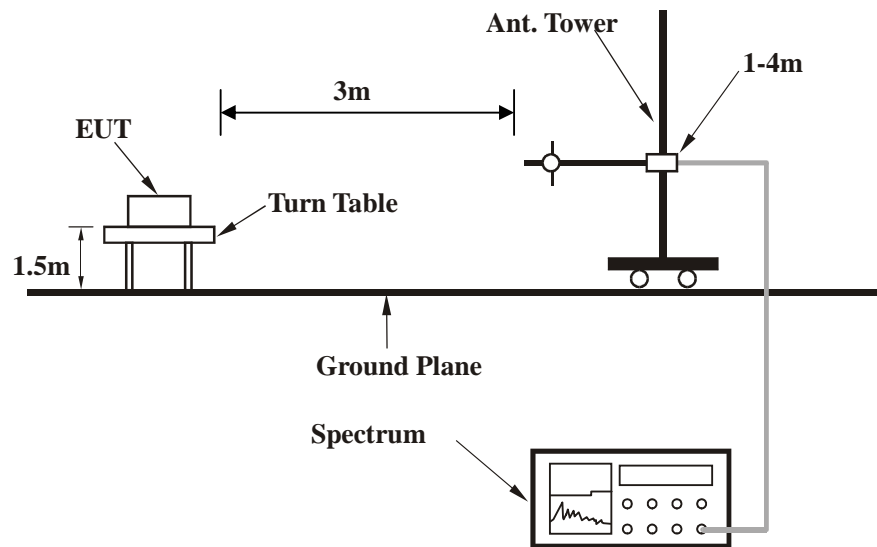 Ant. Tower
1-4m
3m
EUT
Turn Table
1.5m
Ground Plane
Spectrum